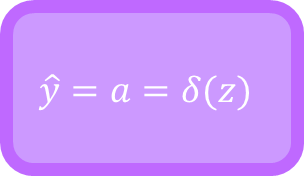 ŷ = a = δ(z)